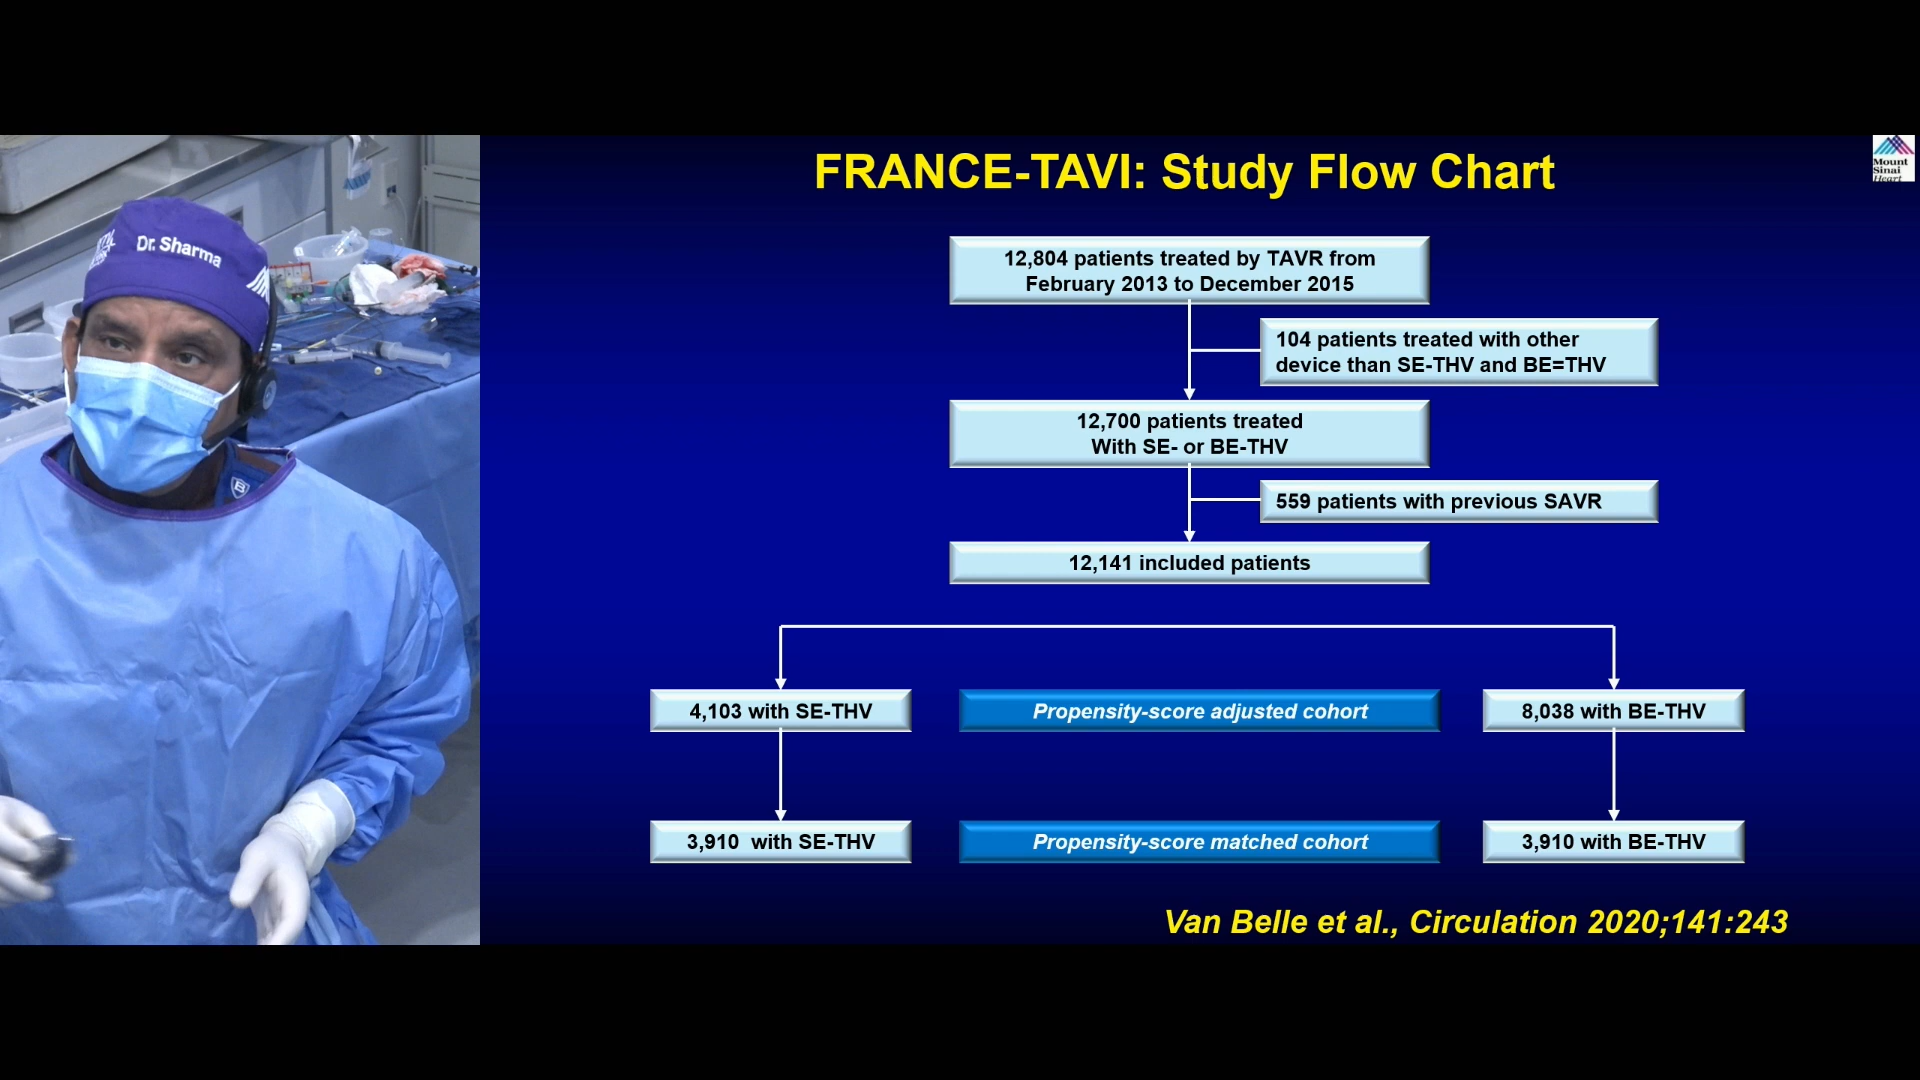 Dr. Sharma
FRANCE-TAVI: Study Flow Chart
Mount
Sinai
Heart
12,804 patients treated by TAVR from
February 2013 to December 2015
104 patients treated with other
device than SE-THV and BE=THV
12,700 patients treated
With SE- or BE-THV
559 patients with previous SAVR
12,141 included patients
4,103 with SE-THV
Propensity-score adjusted cohort
8,038 with BE-THV
3,910 with SE-THV
Propensity-score matched cohort
3,910 with BE-THV
Van Belle et al., Circulation 2020;141:243